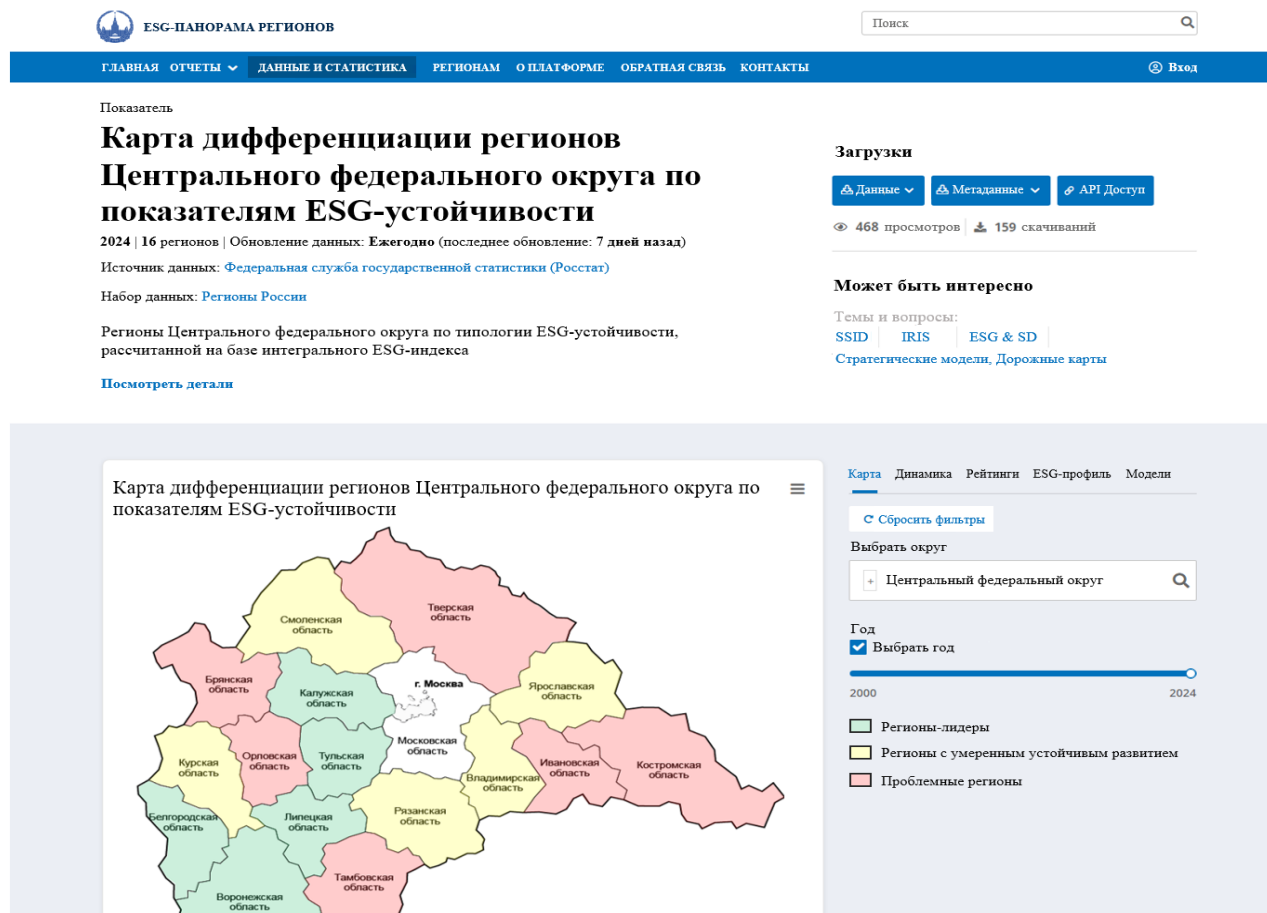 ESG-ПАНОРАМА РЕГИОНОВ
Поиск
ГЛАВНАЯ ОТЧЕТЫ ДАННЫЕ И СТАТИСТИКА РЕГИОНАМ О ПЛАТФОРМЕ ОБРАТНАЯ СВЯЗЬ КОНТАКТЫ Вход
Показатель
Карта дифференциации регионов
Центрального федерального округа по
показателям ESG-устойчивости
2024 | 16 регионов | Обновление данных: Ежегодно (последнее обновление: 7 дней назад)
Источник данных: Федеральная служба государственной статистики (Росстат)
Набор данных: Регионы России
Регионы Центрального федерального округа по типологии ESG-устойчивости,
рассчитанной на базе интегрального ESG-индекса
Посмотреть детали
Загрузки
Данные Метаданные API Доступ
468 просмотров 159 скачиваний
Может быть интересно
Темы и вопросы:
SSID IRIS ESG & SD
Стратегические модели, Дорожные карты
Карта дифференциации регионов Центрального федерального округа по
показателям ESG-устойчивости
Тверская
область
Смоленская
область
Брянская
область
Калужская
область
г. Москва
Ярославская
область
Московская
область
Курская
область
Орловская
область
Тульская
область
Владимирская
область
Ивановская
область
Костромская
область
Белгородская
область
Липецкая
область
Рязанская
область
Тамбовская
область
Воронежская
область
Карта Динамика Рейтинги ESG-профиль Модели
Сбросить фильтры
Выбрать округ
+ Центральный федеральный округ
Год
Выбрать год
2000 2024
Регионы-лидеры
Регионы с умеренным устойчивым развитием
Проблемные регионы